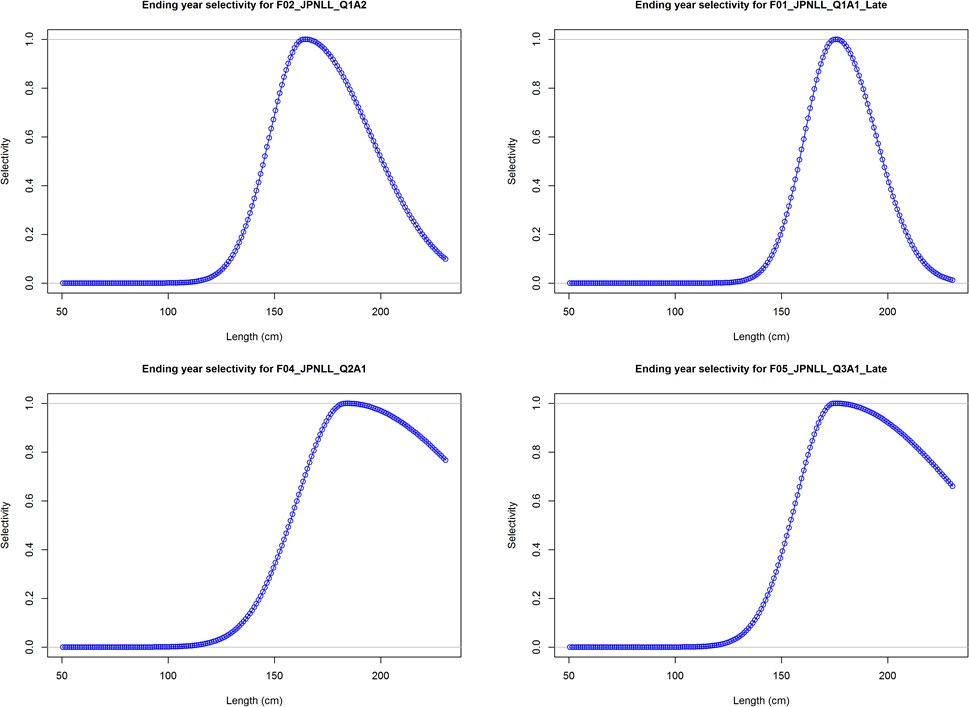 Ending year selectivity for F02_JPNLL_Q1A2
Selectivity
1.0
0.8
0.6
0.4
0.2
0.0
50 100 150 200
Length (cm)
Ending year selectivity for F01_JPNLL_Q1A1_Late
Selectivity
1.0
0.8
0.6
0.4
0.2
0.0
50 100 150 200
Length (cm)
Ending year selectivity for F04_JPNLL_Q2A1
Selectivity
1.0
0.8
0.6
0.4
0.2
0.0
50 100 150 200
Length (cm)
Ending year selectivity for F05_JPNLL_Q3A1_Late
Selectivity
1.0
0.8
0.6
0.4
0.2
0.0
50 100 150 200
Length (cm)